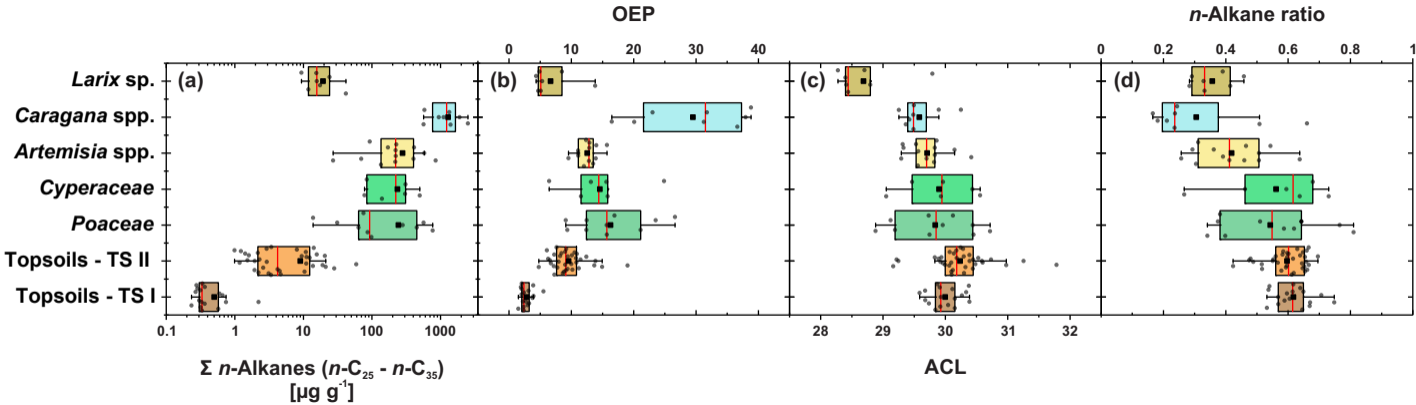 OEP
n-Alkane ratio
0 10 20 30 40
0 0.2 0.4 0.6 0.8 1
Larix sp.
Caragana spp.
Artemisia spp.
Cyperaceae
Poaceae
Topsoils - TS II
Topsoils - TS I
(a)
(b)
(c)
(d)
0.1 1 10 100 1000
28 29 30 31 32
Σ n-Alkanes (n-C25 - n-C35)
[µg g-1]
ACL